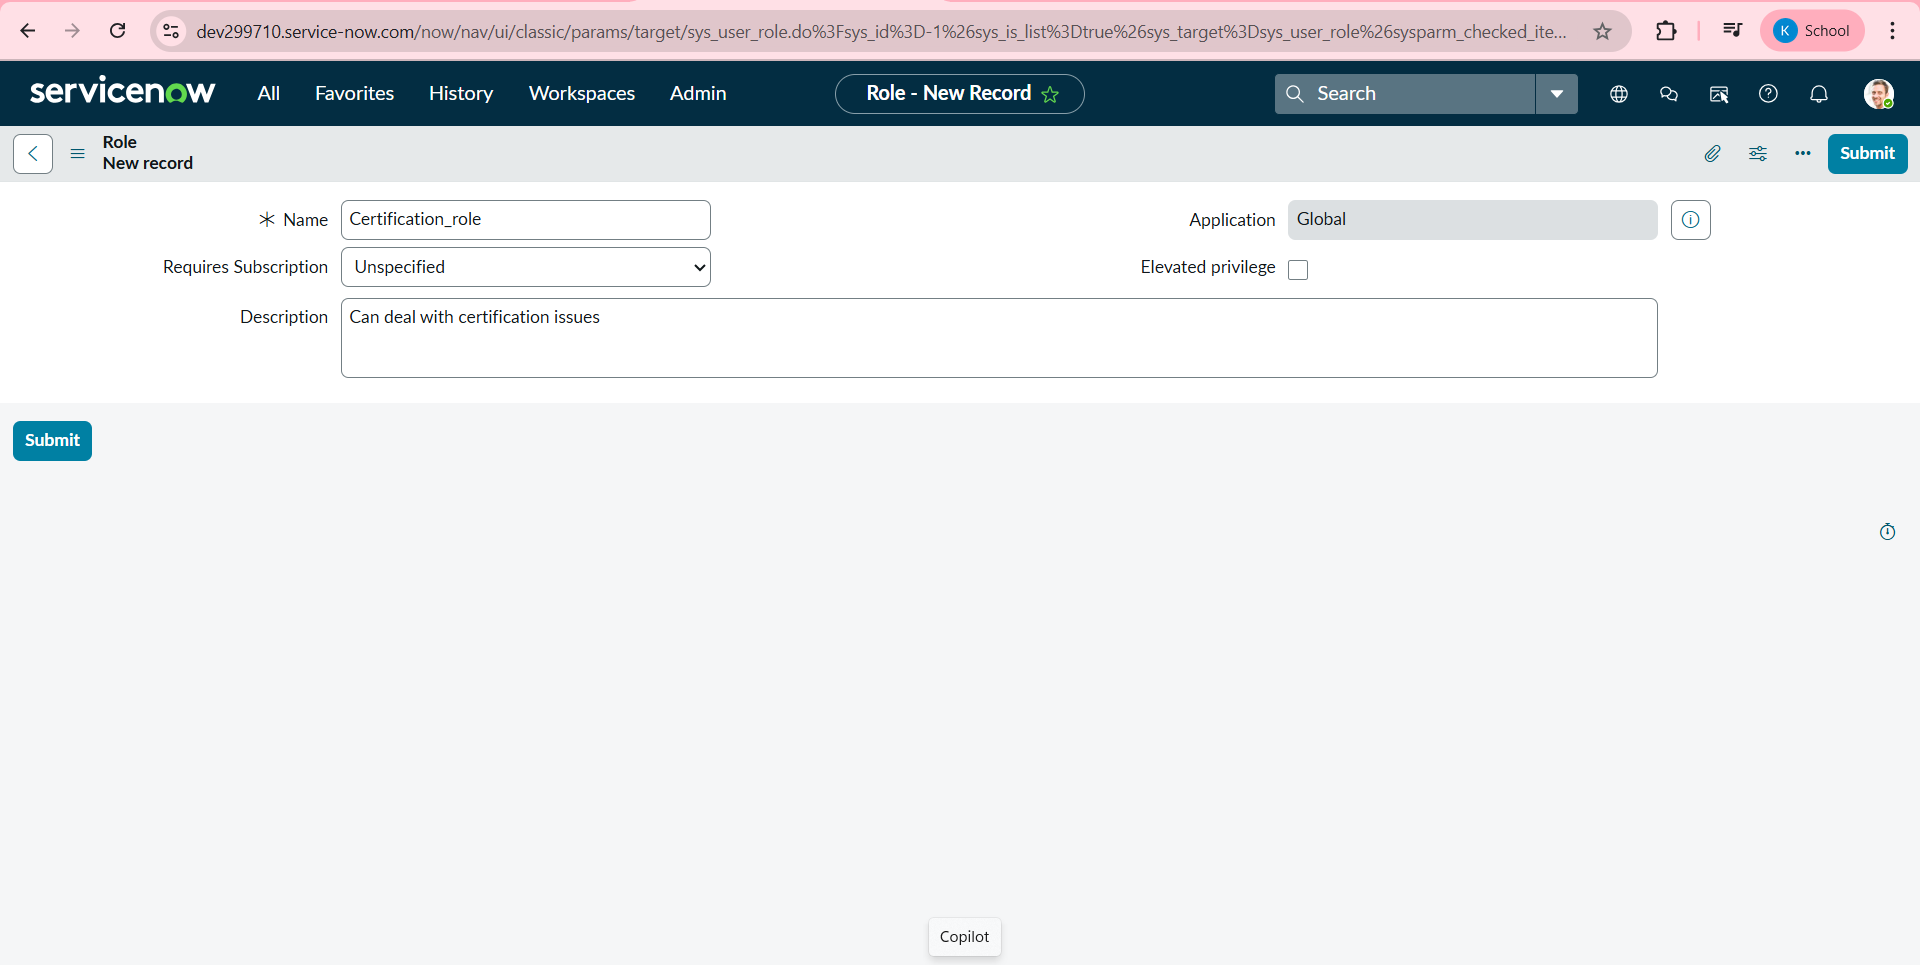 dev299710.service-now.com/now/nav/ui/classic/params/target/sys_user_role.do%3Fsys_id%3D-1%26sys_is_list%3Dtrue%26sys_target%3Dsys_user_role%26sysparm_checked_ite...
K School
servicenow All Favorites History Workspaces Admin Role - New Record Search
Role
New record
Submit
Name Certification_role
Application Global
Requires Subscription Unspecified
Elevated privilege
Description Can deal with certification issues
Submit
Copilot